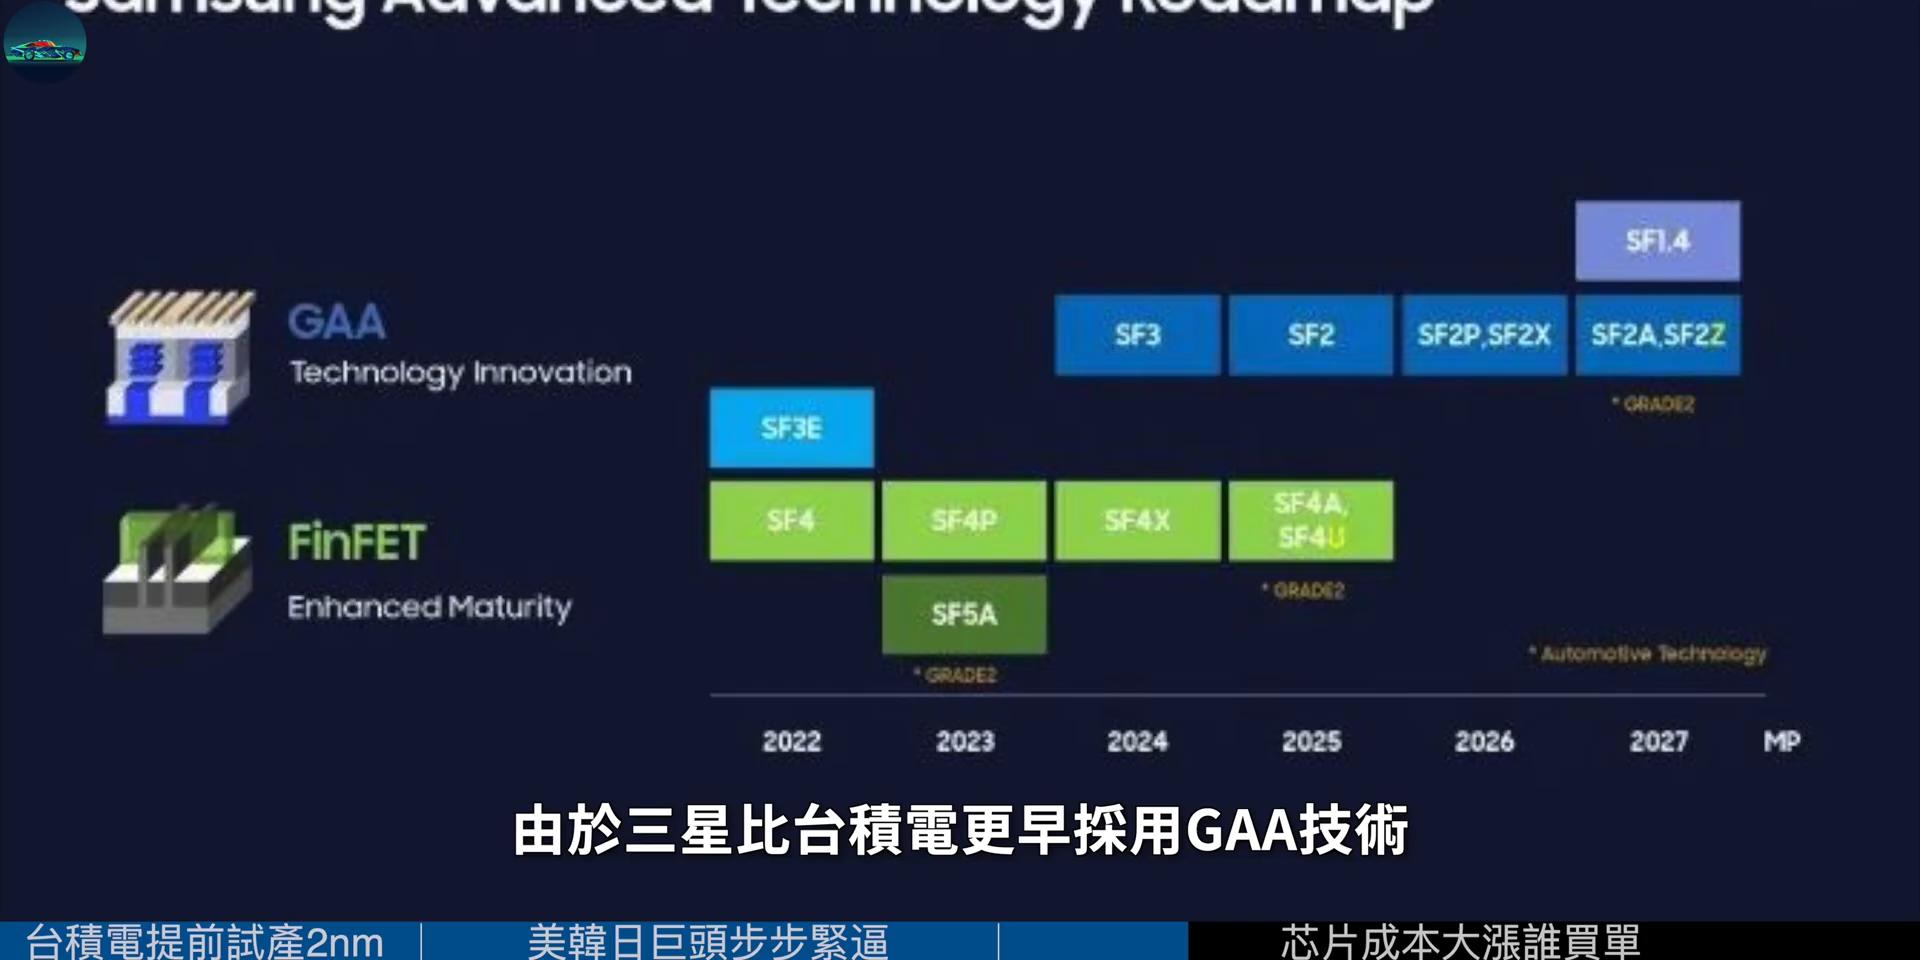 Samsung Advanced Technology Roadmap
SF1.4
GAA
Technology Innovation
SF3
SF2
SF2P,SF2X
SF2A,SF2Z
* GRADE2
SF3E
FinFET
Enhanced Maturity
SF4
SF4P
SF4X
SF4A,
SF4U
* GRADE2
SF5A
* GRADE2
* Automotive Technology
2022
2023
2024
2025
2026
2027
MP
由於三星比台積電更早採用GAA技術
台積電提前試產2nm
美韓日巨頭步步緊逼
芯片成本大漲誰買單